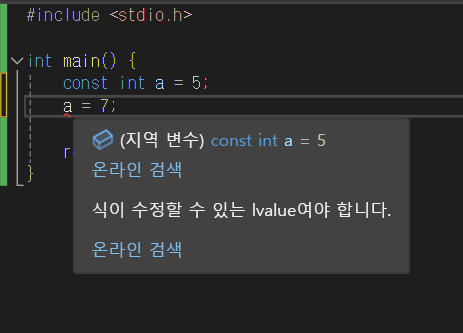 #include <stdio.h>
int main() {
const int a = 5;
a = 7;
(지역 변수) const int a = 5
온라인 검색
식이 수정할 수 있는 lvalue여야 합니다.
온라인 검색
}